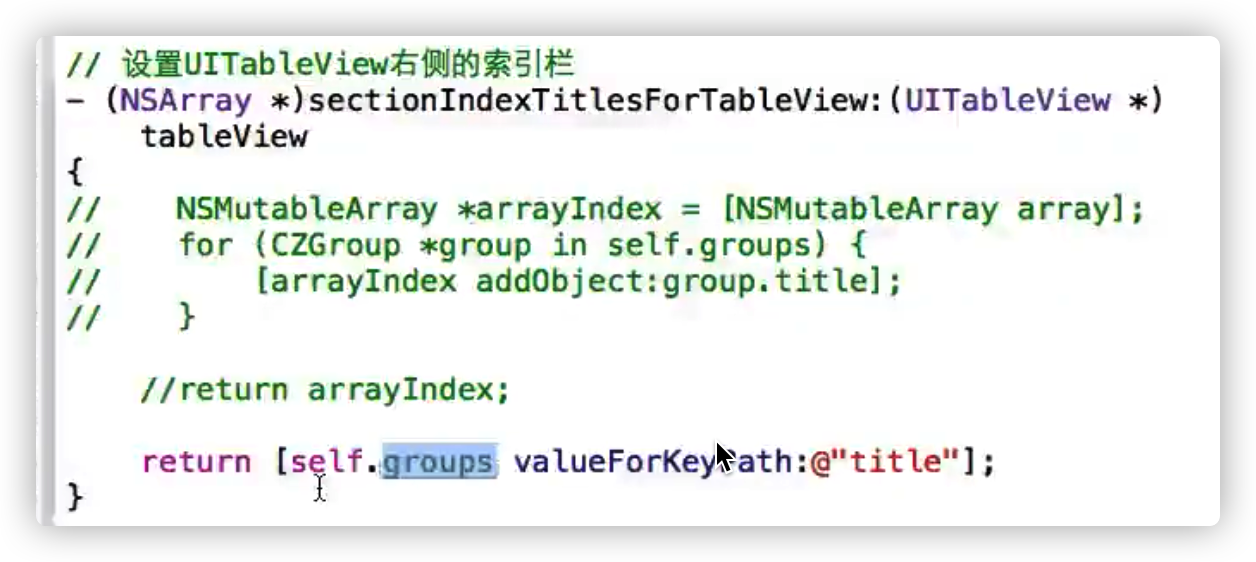 // 设置UITableView右侧的索引栏
- (NSArray *)sectionIndexTitlesForTableView:(UITableView *)
tableView
{
//    NSMutableArray *arrayIndex = [NSMutableArray array];
//    for (CZGroup *group in self.groups) {
//        [arrayIndex addObject:group.title];
//    }
//return arrayIndex;
return [self.groups valueForKeyPath:@"title"];
}